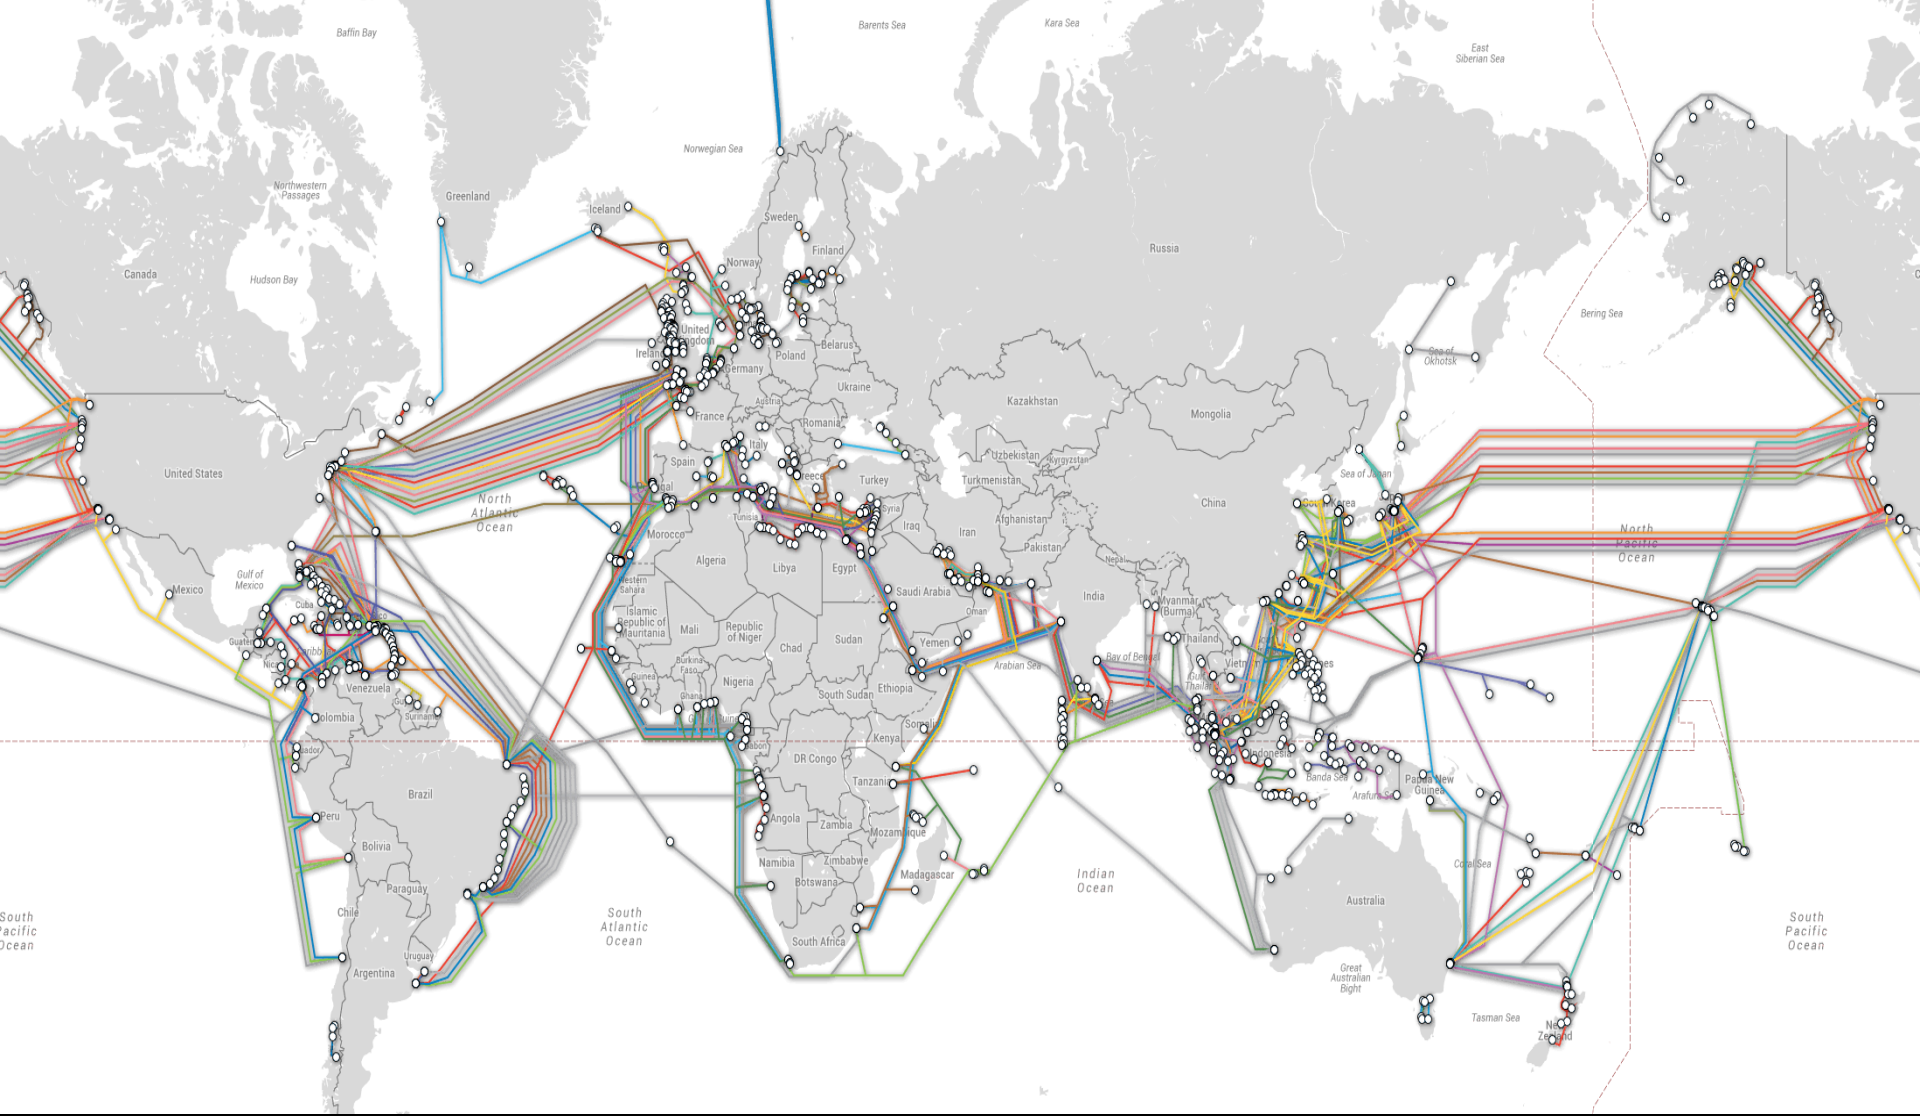 Baffin Bay
Barents Sea
Kara Sea
East
Siberian Sea
Norwegian Sea
Northwestern
Passages
Greenland
Iceland
Sweden
Finland
Russia
Norway
Canada
Hudson Bay
Bering Sea
United
Ireland
Belarus
Poland
Germany
Sea of
Okhotsk
Ukraine
Austria
Kazakhstan
Mongolia
France
Romania
Italy
Uzbekistan
Kyrgyzstan
United States
Spain
Turkey
Turkmenistan
Sea of Japan
China
North
Atlantic
Ocean
Syria
Tunisia
Afghanistan
Iraq
Iran
Morocco
North
Pacific
Ocean
Pakistan
Algeria
Libya
Egypt
Nepal
Gulf of
Mexico
Mexico
Western
Sahara
Saudi Arabia
India
Myanmar
(Burma)
Cuba
Oman
Islamic
Republic of
Mauritania
Mali
Republic
of Niger
Sudan
Yemen
Thailand
Chad
Bay of Bengal
Arabian Sea
Burkina
Faso
Guinea
Nigeria
South Sudan
Ethiopia
Venezuela
Ghana
Suriname
Kenya
DR Congo
Indonesia
Tanzania
Banda Sea
Papua New
Guinea
Brazil
Peru
Angola
Zambia
Mozambique
Bolivia
Coral Sea
Namibia
Zimbabwe
Madagascar
Botswana
Indian
Ocean
Paraguay
Australia
Chile
South
Atlantic
Ocean
South
Pacific
Ocean
South Africa
Uruguay
Argentina
Great
Australian
Bight
Tasman Sea